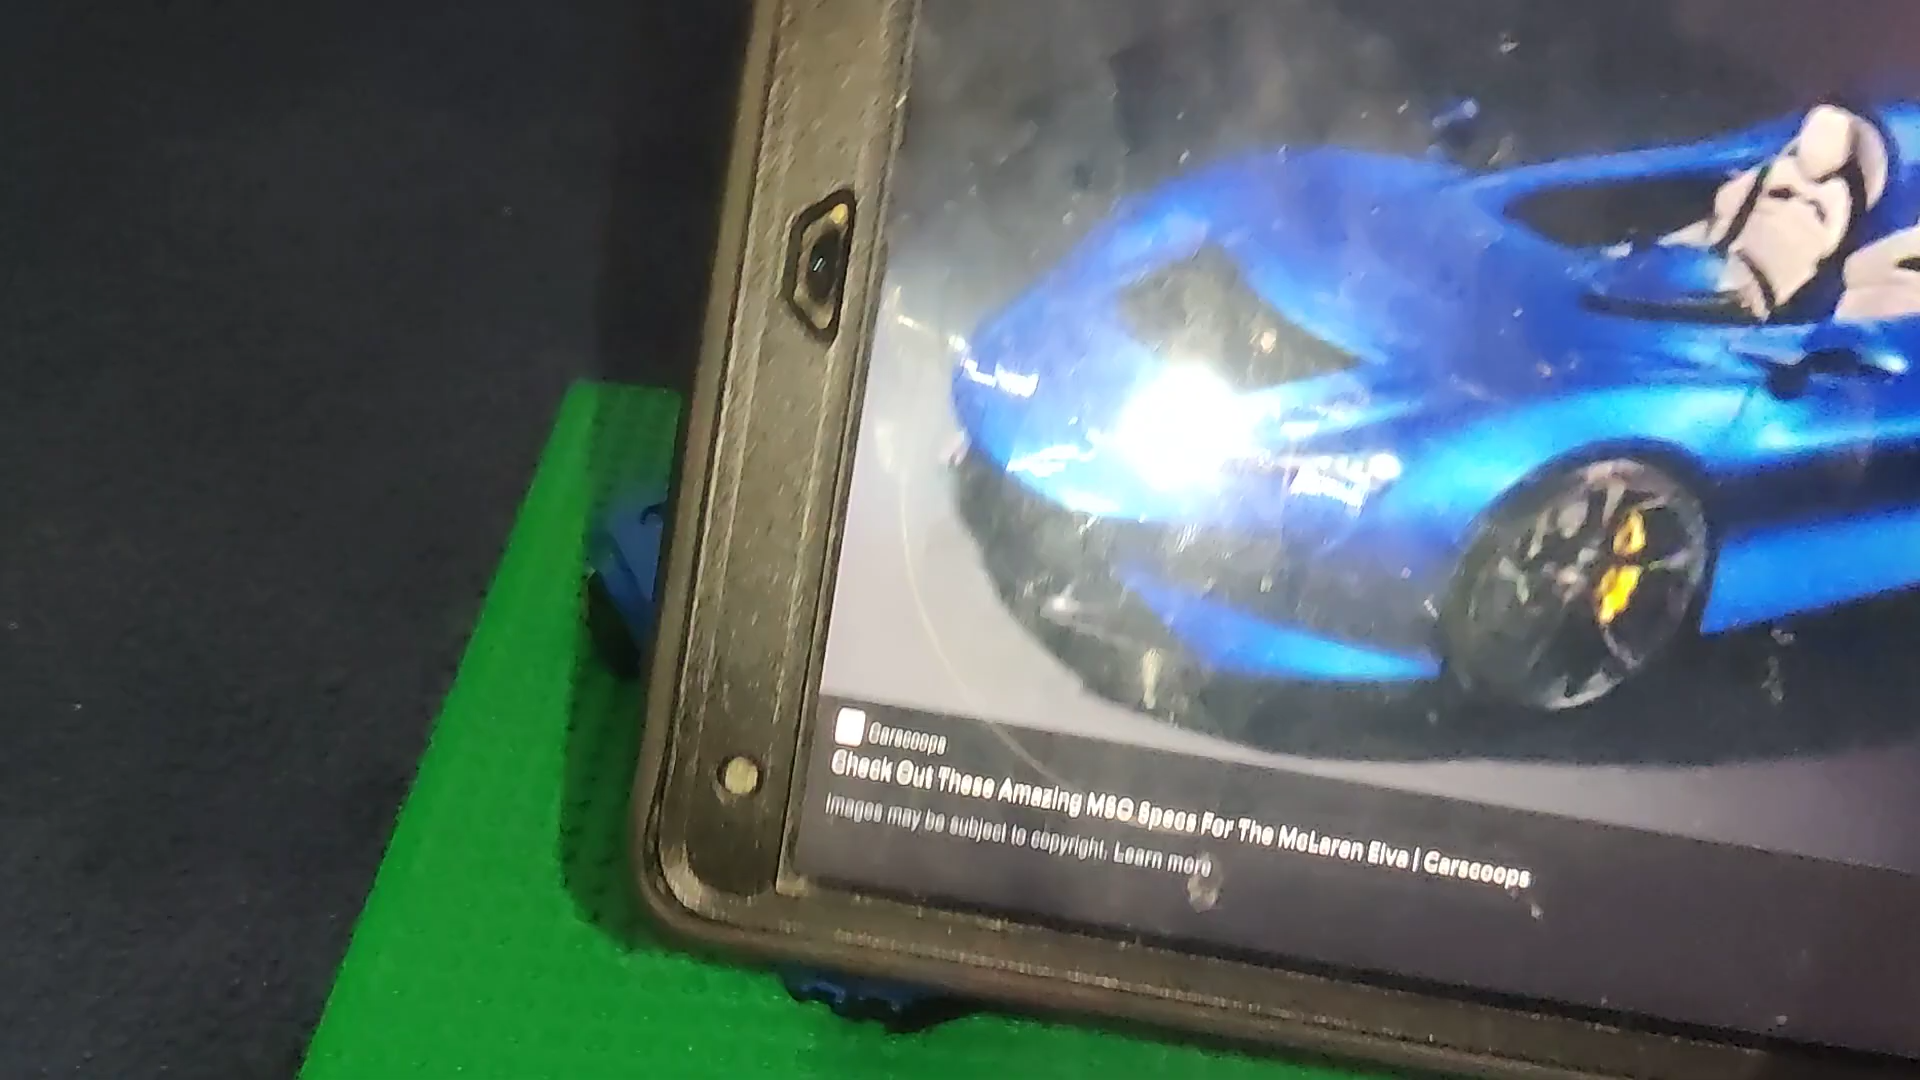 Carscoops
Check Out These Amazing MSO Specs For The McLaren Elva | Carscoops
Images may be subject to copyright. Learn more